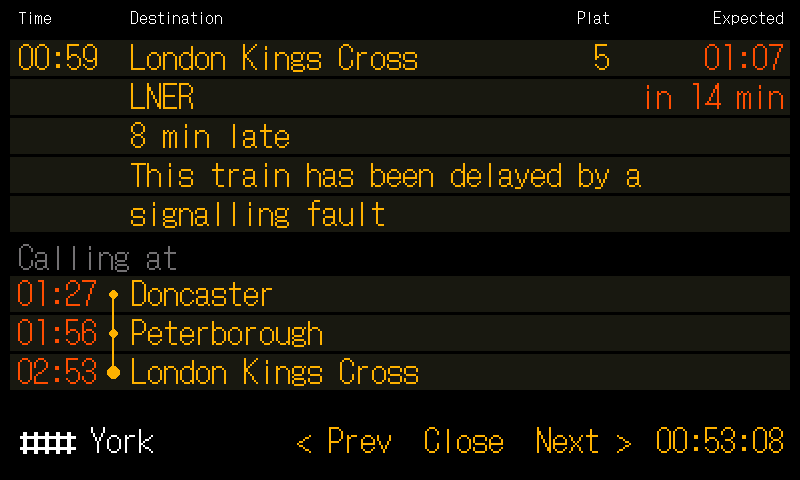 Time Destination Plat Expected
00:59 London Kings Cross 5 01:07
LNER in 14 min
8 min late
This train has been delayed by a
signalling fault
Calling at
01:27 Doncaster
01:56 Peterborough
02:53 London Kings Cross
York < Prev Close Next > 00:53:08